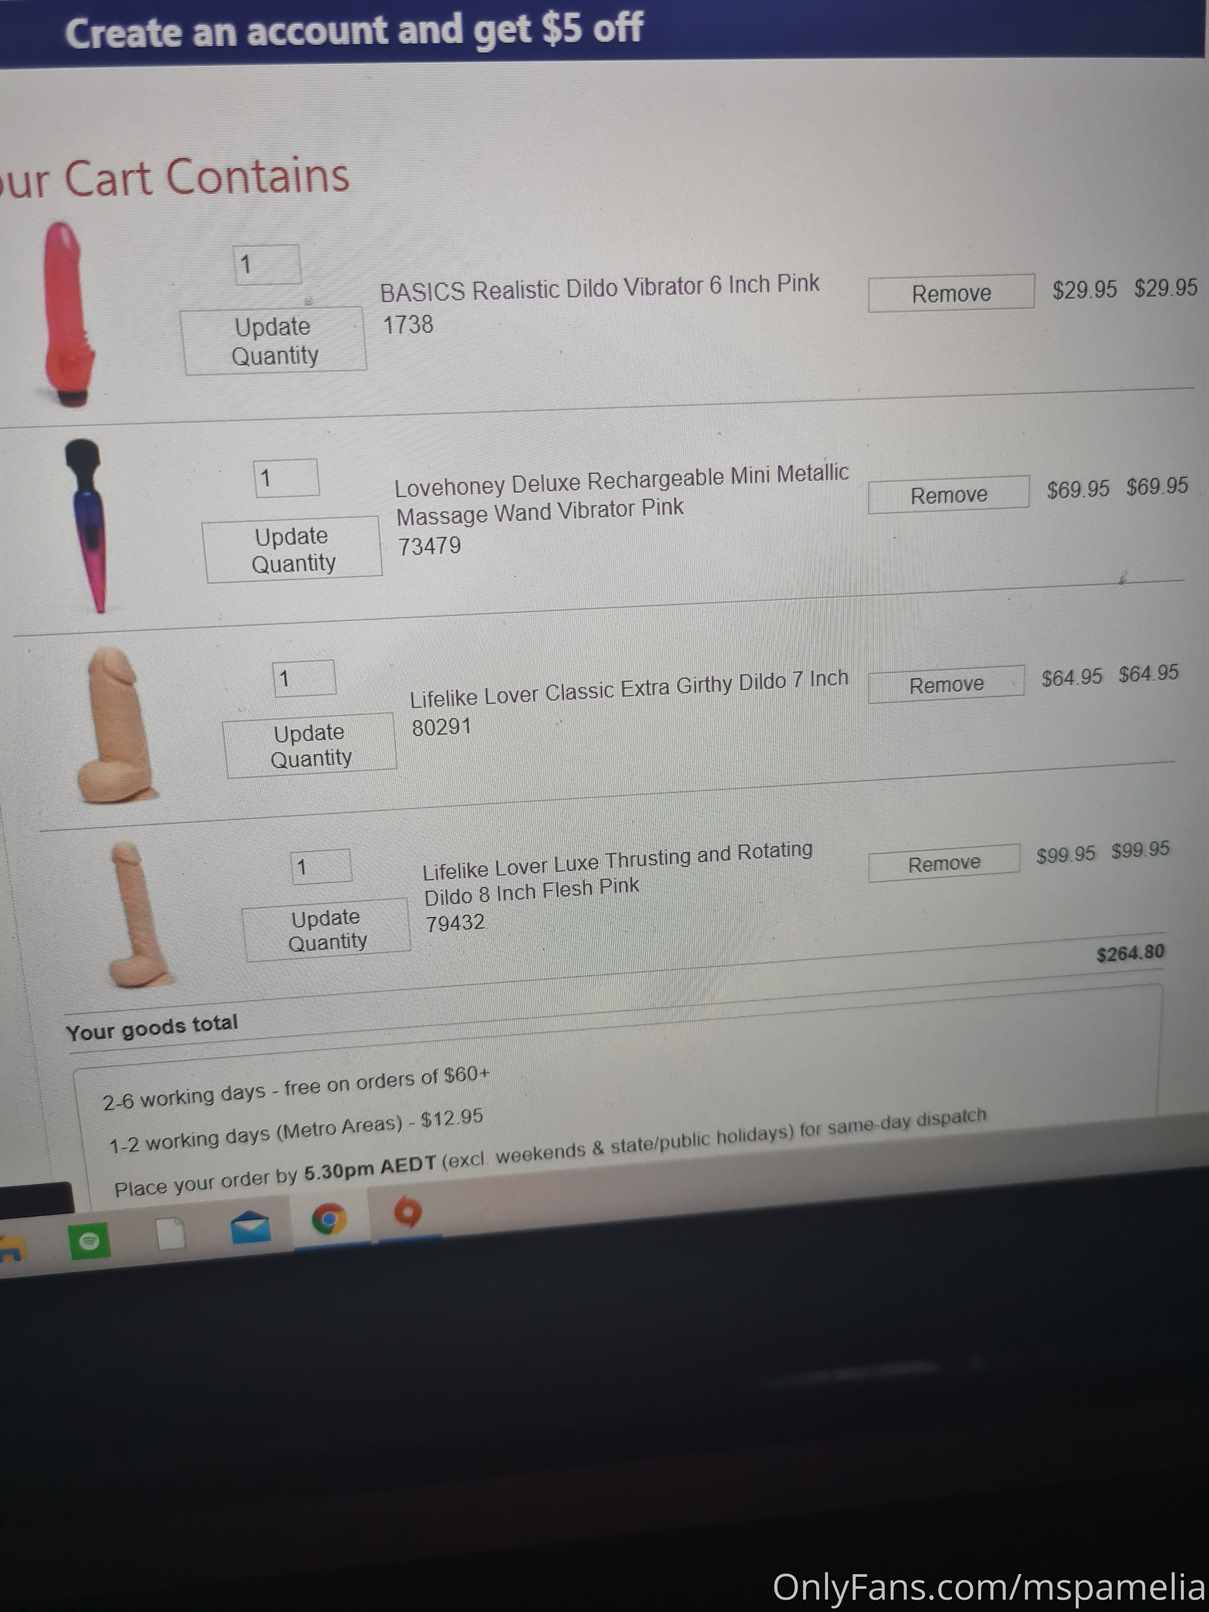 Create an account and get $5 off
ur Cart Contains
1
Update
Quantity
BASICS Realistic Dildo Vibrator 6 Inch Pink
1738
Remove
$29.95 $29.95
1
Update
Quantity
Lovehoney Deluxe Rechargeable Mini Metallic
Massage Wand Vibrator Pink
73479
Remove
$69.95 $69.95
1
Update
Quantity
Lifelike Lover Classic Extra Girthy Dildo 7 Inch
80291
Remove
$64.95 $64.95
1
Update
Quantity
Lifelike Lover Luxe Thrusting and Rotating
Dildo 8 Inch Flesh Pink
79432
Remove
$99.95 $99.95
$264.80
Your goods total
2-6 working days - free on orders of $60+
1-2 working days (Metro Areas) - $12.95
Place your order by 5.30pm AEDT (excl. weekends & state/public holidays) for same-day dispatch
OnlyFans.com/mspamelia